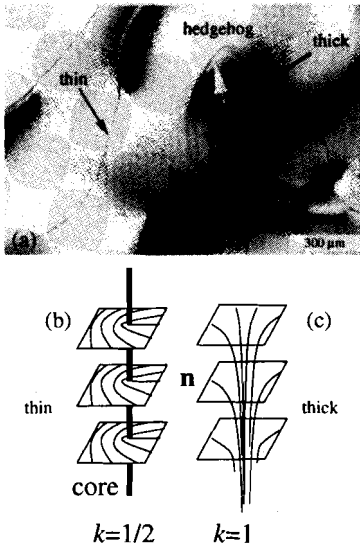 hedgehog
thick
thin
(a)
300 μm
(b)
(c)
n
thin
thick
core
k=1/2
k=1